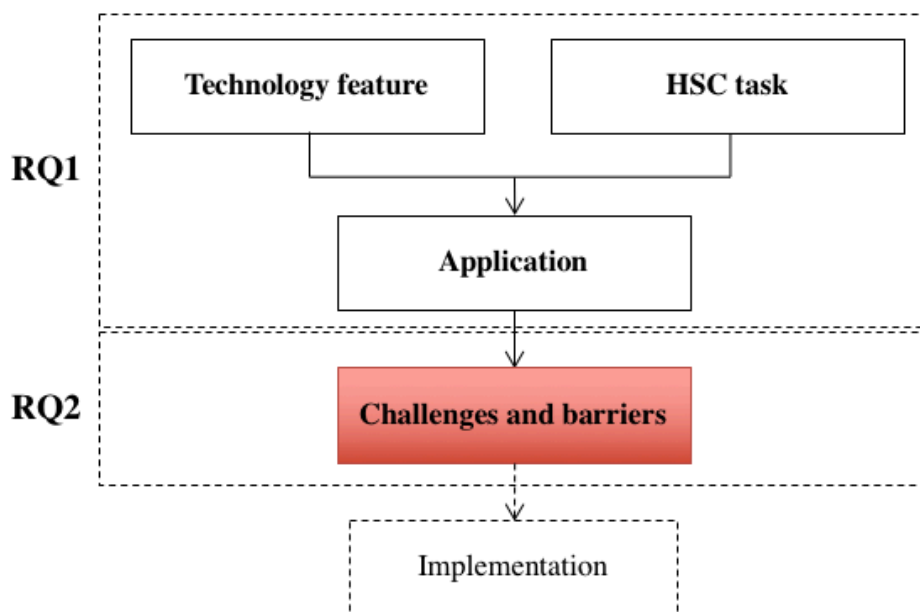 Technology feature
HSC task
RQ1
Application
RQ2
Challenges and barriers
Implementation